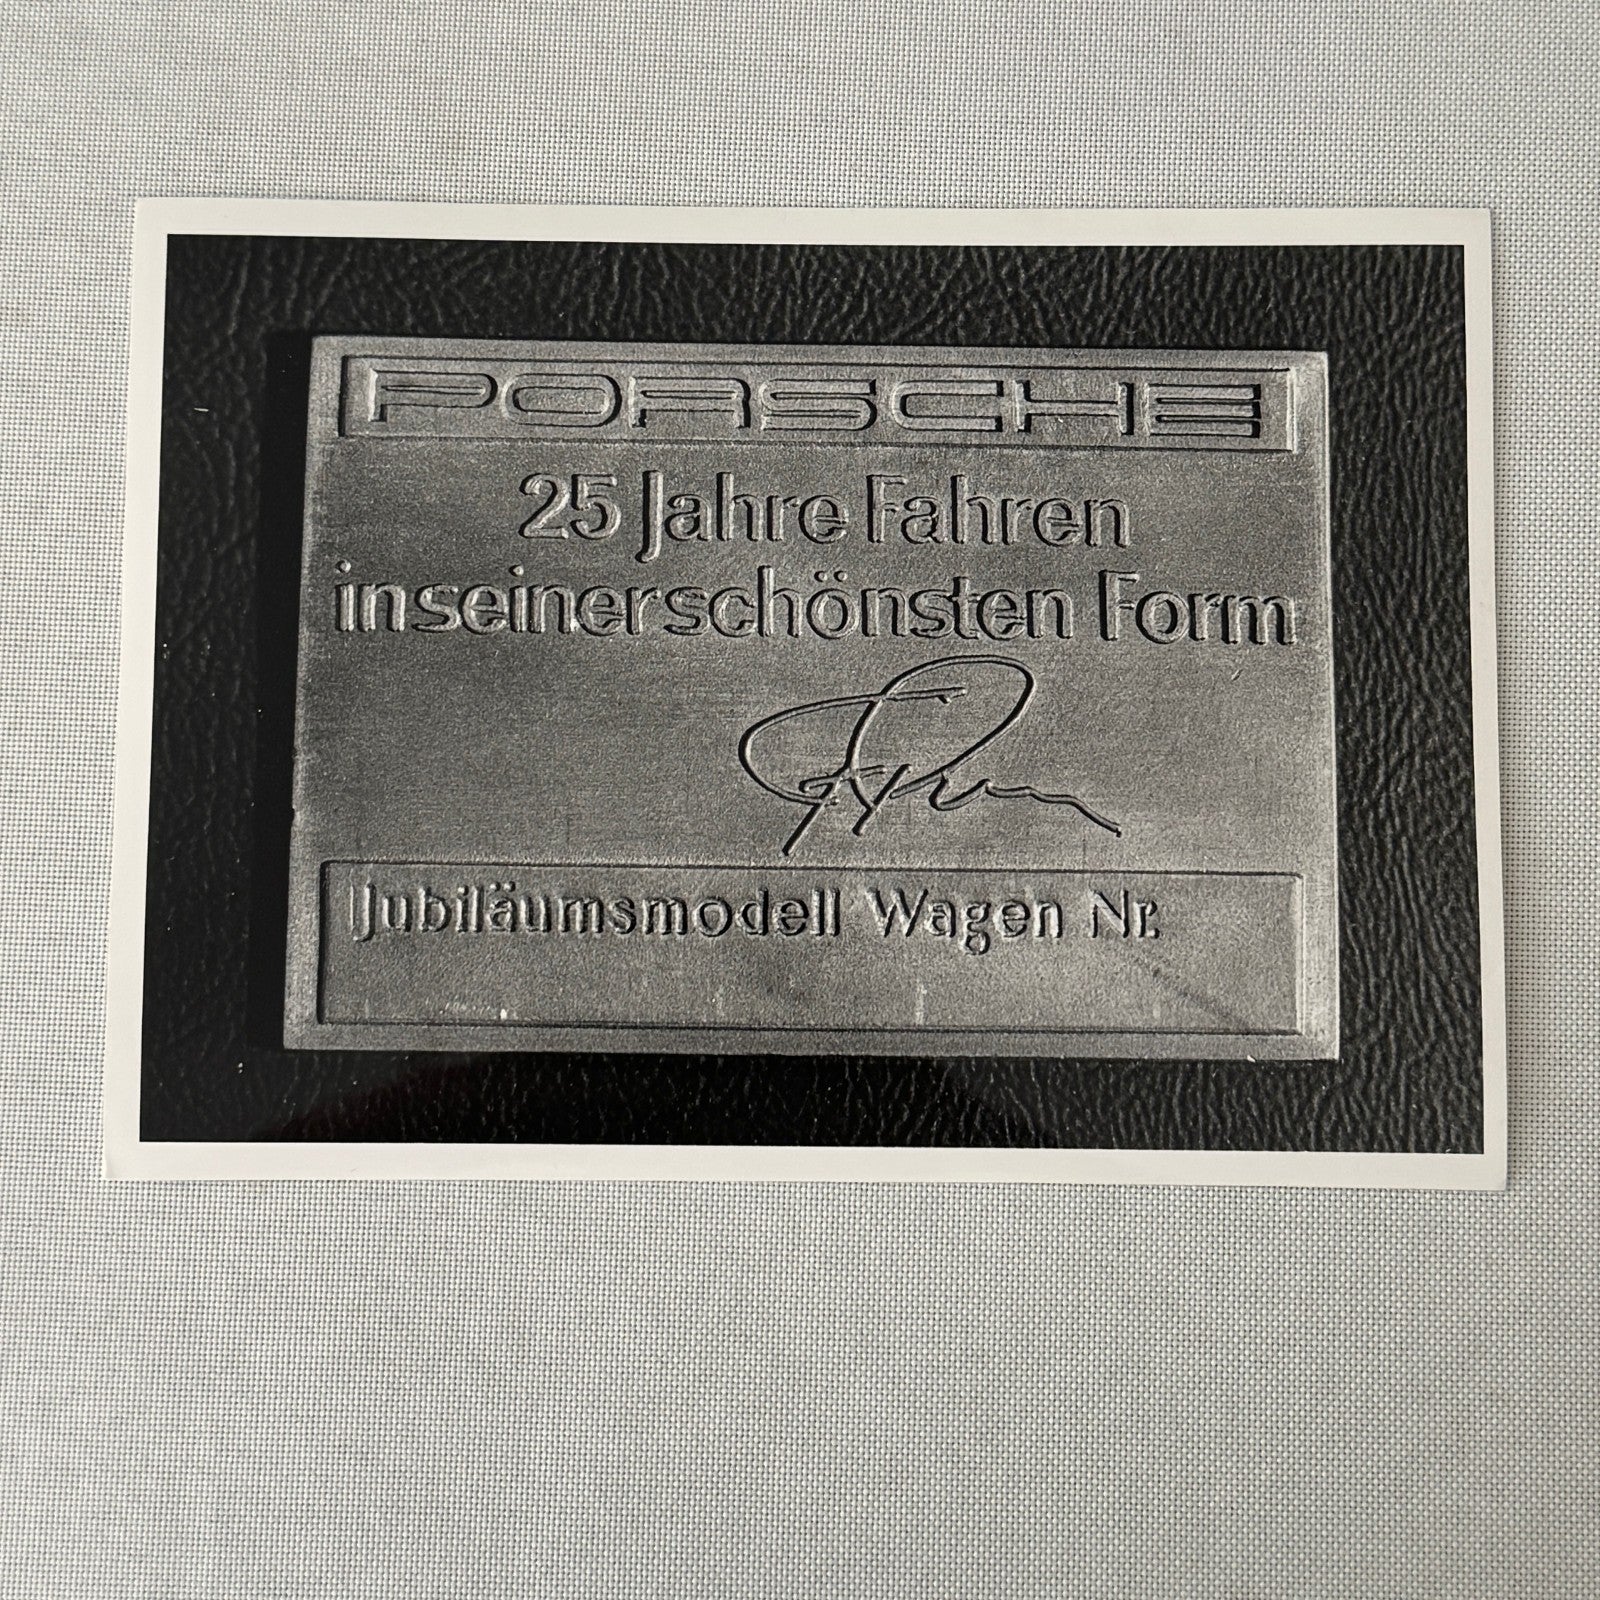 PORSCHE
25 Jahre Fahren
in seiner schönsten Form
Jubiläumsmodell Wagen Nr.